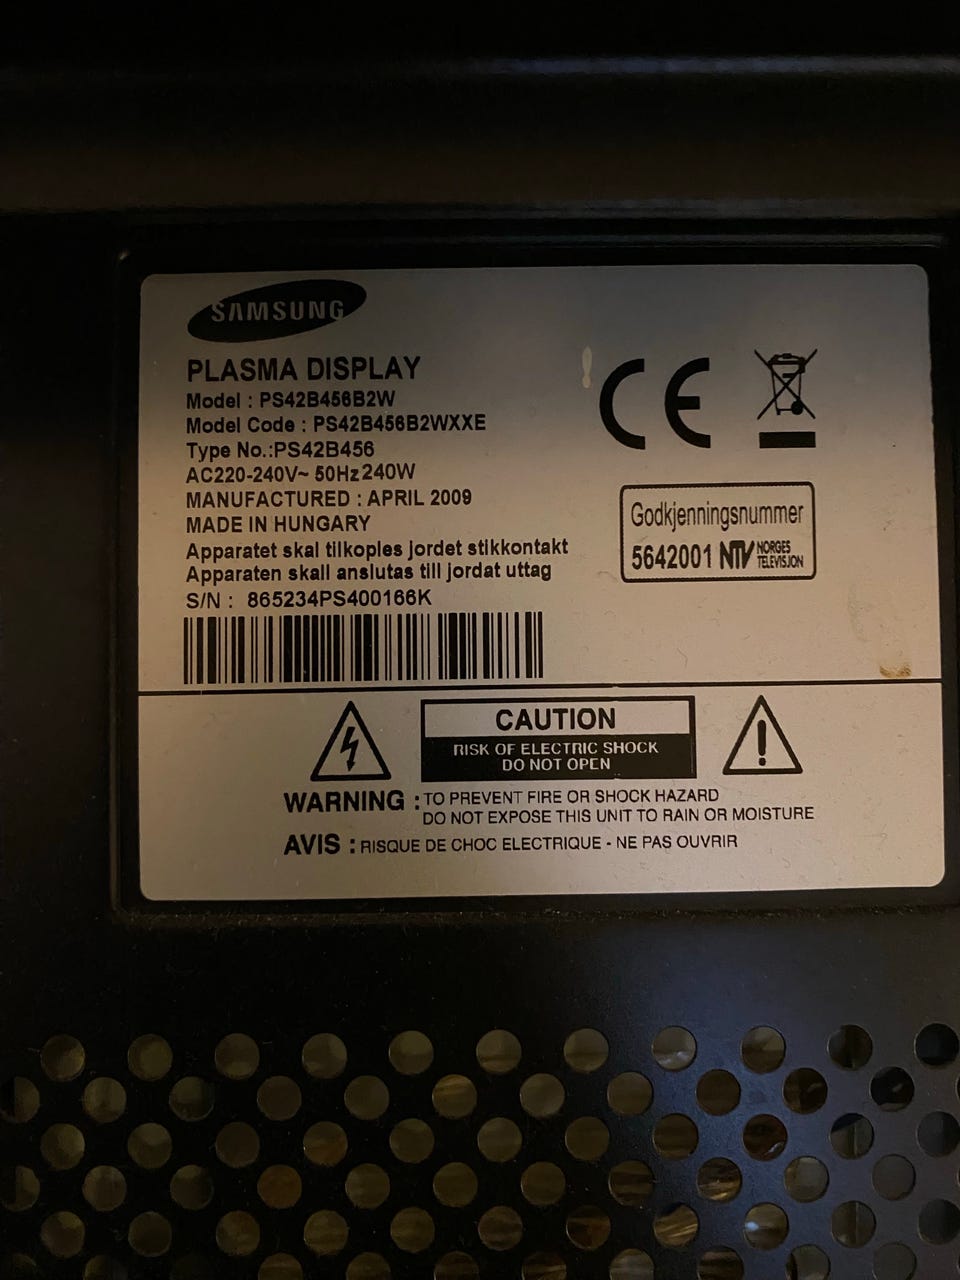 SAMSUNG
PLASMA DISPLAY
Model : PS42B456B2W
Model Code : PS42B456B2WXXE
Type No.:PS42B456
AC220-240V~ 50Hz 240W
MANUFACTURED : APRIL 2009
MADE IN HUNGARY
Apparatet skal tilkoples jordet stikkontakt
Apparaten skall anslutas till jordat uttag
S/N : 865234PS400166K
CE
Godkjenningsnummer
5642001 NTV NORGES
TELEVISJON
CAUTION
RISK OF ELECTRIC SHOCK
DO NOT OPEN
WARNING : TO PREVENT FIRE OR SHOCK HAZARD
DO NOT EXPOSE THIS UNIT TO RAIN OR MOISTURE
AVIS : RISQUE DE CHOC ELECTRIQUE - NE PAS OUVRIR